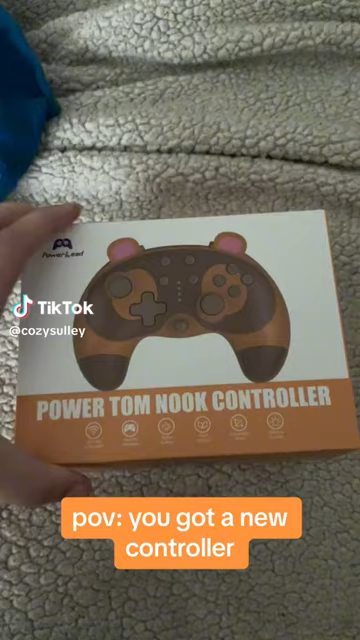 PowerLead
TikTok
@cozysulley
POWER TOM NOOK CONTROLLER
pov: you got a new
controller